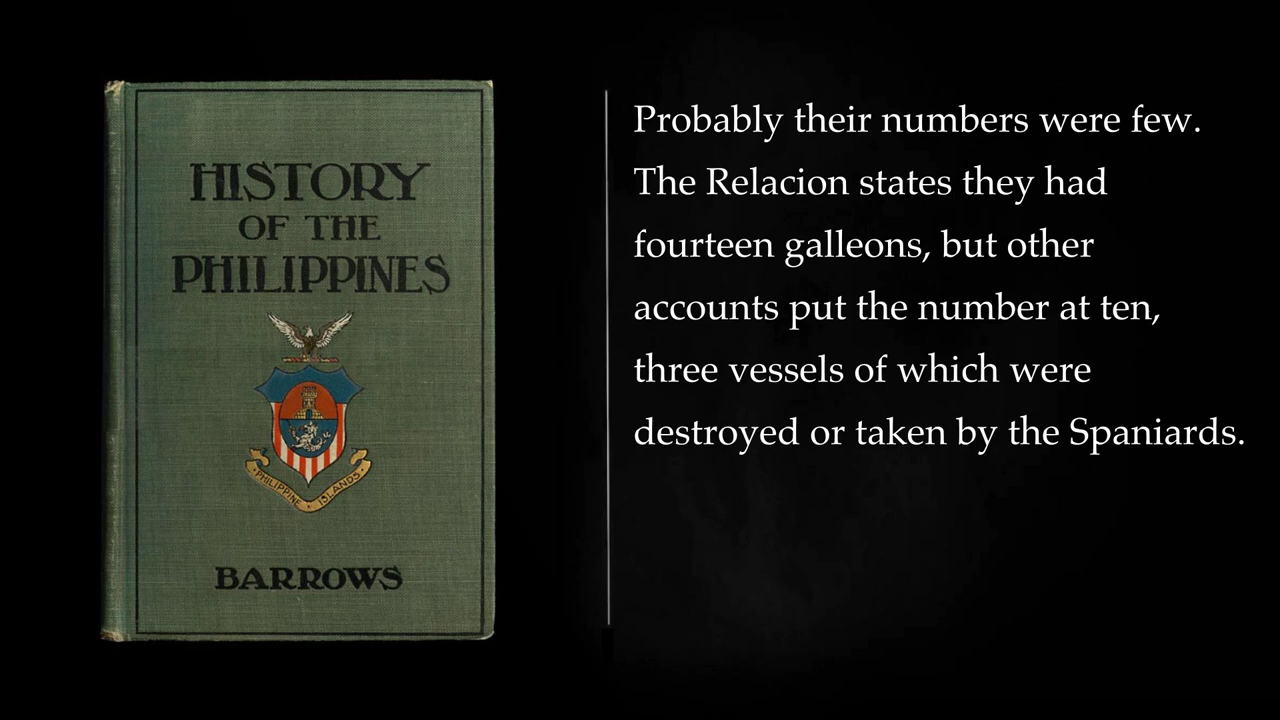 HISTORY
OF THE
PHILIPPINES
PHILIPPINE ISLANDS
BARROWS
Probably their numbers were few.
The Relacion states they had
fourteen galleons, but other
accounts put the number at ten,
three vessels of which were
destroyed or taken by the Spaniards.